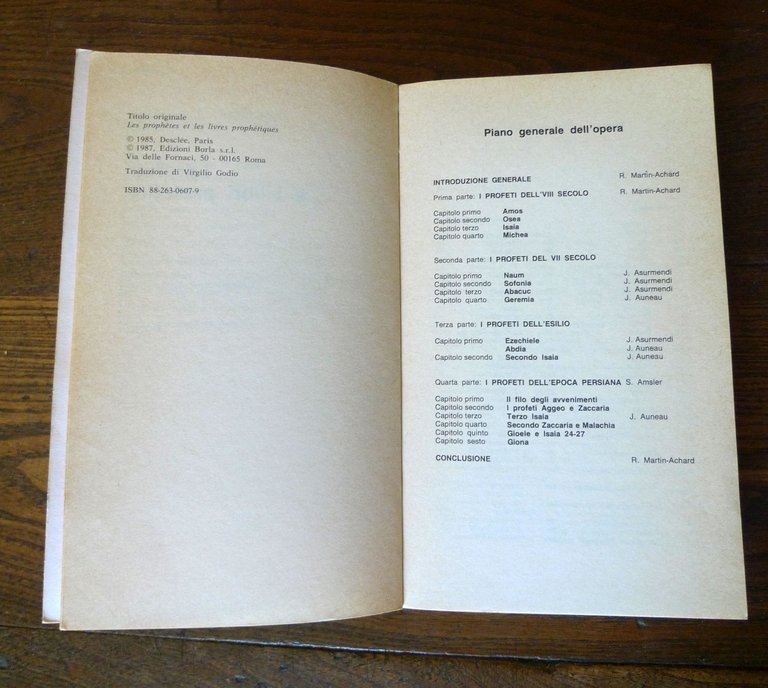 Titolo originale
Les prophètes et les livres prophétiques
© 1985, Desclée, Paris
© 1987, Edizioni Borla s.r.l.
Via delle Fornaci, 50 - 00165 Roma
Traduzione di Virgilio Godio
ISBN 88-263-0607-9
Piano generale dell'opera
INTRODUZIONE GENERALE R. Martin-Achard
Prima parte: I PROFETI DELL'VIII SECOLO R. Martin-Achard
Capitolo primo Amos
Capitolo secondo Osea
Capitolo terzo Isaia
Capitolo quarto Michea
Seconda parte: I PROFETI DEL VII SECOLO
Capitolo primo Naum J. Asurmendi
Capitolo secondo Sofonia J. Asurmendi
Capitolo terzo Abacuc J. Asurmendi
Capitolo quarto Geremia J. Auneau
Terza parte: I PROFETI DELL'ESILIO
Capitolo primo Ezechiele J. Asurmendi
Abdia J. Auneau
Capitolo secondo Secondo Isaia J. Auneau
Quarta parte: I PROFETI DELL'EPOCA PERSIANA S. Amsler
Capitolo primo Il filo degli avvenimenti
Capitolo secondo I profeti Aggeo e Zaccaria
Capitolo terzo Terzo Isaia J. Auneau
Capitolo quarto Secondo Zaccaria e Malachia
Capitolo quinto Gioele e Isaia 24-27
Capitolo sesto Giona
CONCLUSIONE R. Martin-Achard